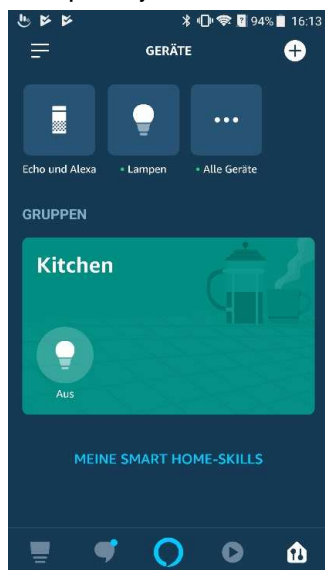 94% 16:13
GERÄTE
Echo und Alexa
Lampen
Alle Geräte
GRUPPEN
Kitchen
Aus
MEINE SMART HOME-SKILLS